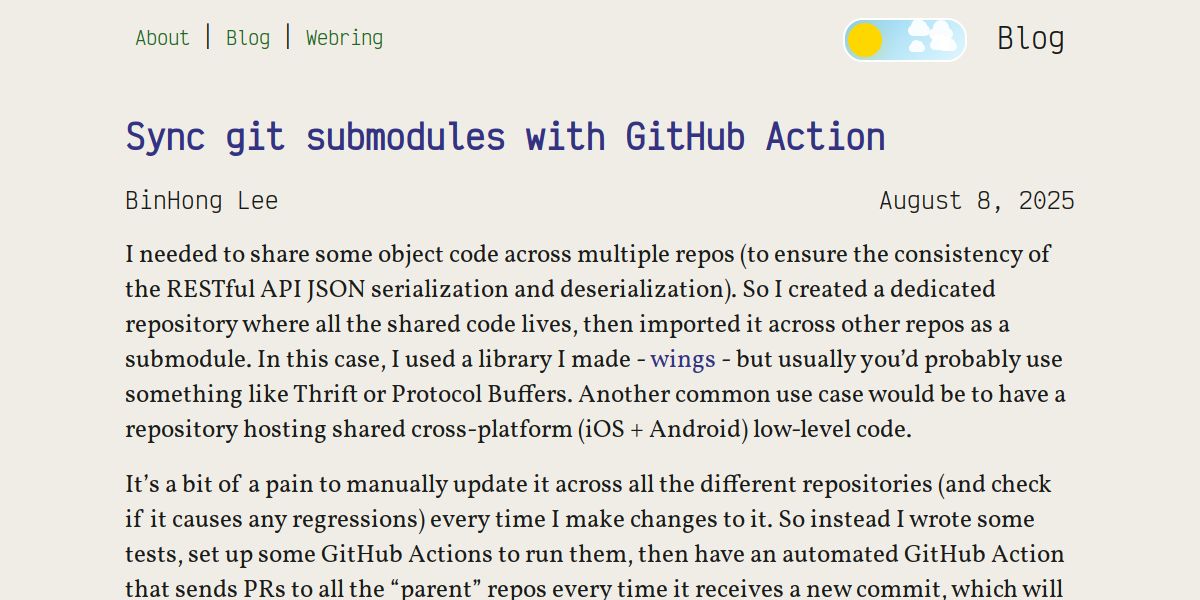 About | Blog | Webring
Blog
Sync git submodules with GitHub Action
BinHong Lee
August 8, 2025
I needed to share some object code across multiple repos (to ensure the consistency of
the RESTful API JSON serialization and deserialization). So I created a dedicated
repository where all the shared code lives, then imported it across other repos as a
submodule. In this case, I used a library I made - wings - but usually you’d probably use
something like Thrift or Protocol Buffers. Another common use case would be to have a
repository hosting shared cross-platform (iOS + Android) low-level code.
It’s a bit of a pain to manually update it across all the different repositories (and check
if it causes any regressions) every time I make changes to it. So instead I wrote some
tests, set up some GitHub Actions to run them, then have an automated GitHub Action
that sends PRs to all the “parent” repos every time it receives a new commit, which will